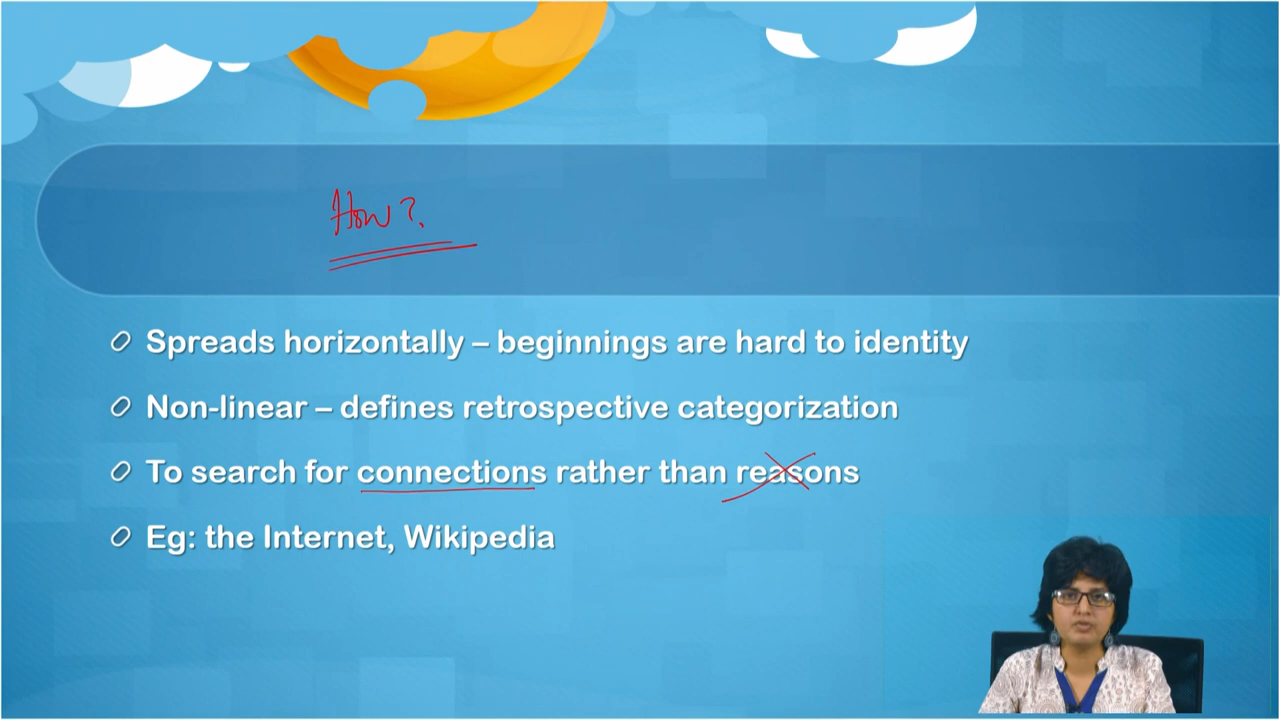 How?
Spreads horizontally – beginnings are hard to identity
Non-linear – defines retrospective categorization
To search for connections rather than reasons
Eg: the Internet, Wikipedia